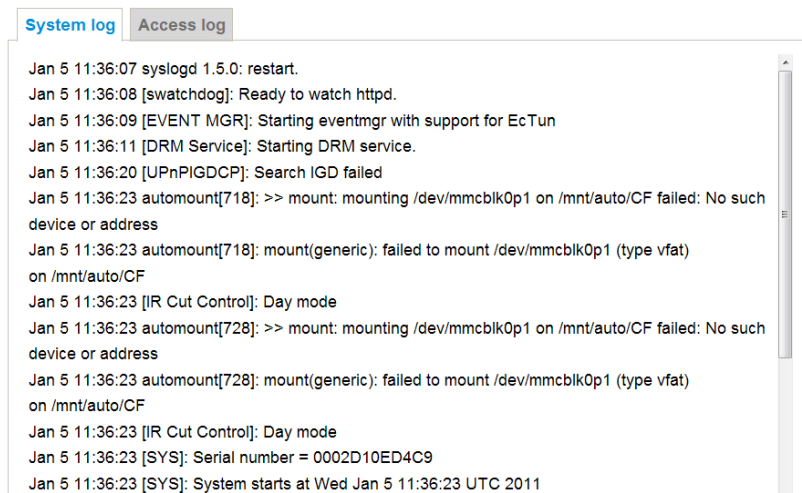 System log Access log
Jan 5 11:36:07 syslogd 1.5.0: restart.
Jan 5 11:36:08 [swatchdog]: Ready to watch httpd.
Jan 5 11:36:09 [EVENT MGR]: Starting eventmgr with support for EcTun
Jan 5 11:36:11 [DRM Service]: Starting DRM service.
Jan 5 11:36:20 [UPnPIGDCP]: Search IGD failed
Jan 5 11:36:23 automount[718]: >> mount: mounting /dev/mmcblk0p1 on /mnt/auto/CF failed: No such
device or address
Jan 5 11:36:23 automount[718]: mount(generic): failed to mount /dev/mmcblk0p1 (type vfat)
on /mnt/auto/CF
Jan 5 11:36:23 [IR Cut Control]: Day mode
Jan 5 11:36:23 automount[728]: >> mount: mounting /dev/mmcblk0p1 on /mnt/auto/CF failed: No such
device or address
Jan 5 11:36:23 automount[728]: mount(generic): failed to mount /dev/mmcblk0p1 (type vfat)
on /mnt/auto/CF
Jan 5 11:36:23 [IR Cut Control]: Day mode
Jan 5 11:36:23 [SYS]: Serial number = 0002D10ED4C9
Jan 5 11:36:23 [SYS]: System starts at Wed Jan 5 11:36:23 UTC 2011